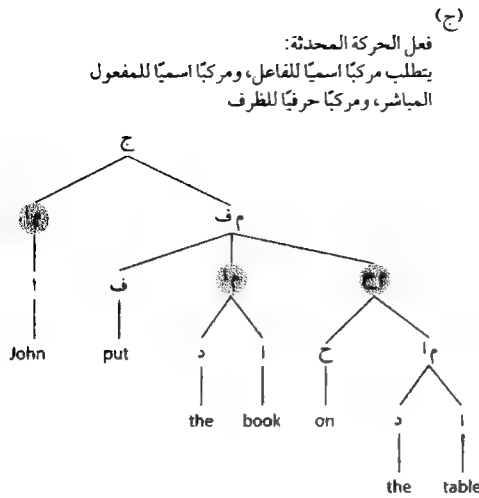 (ج)
فعل الحركة المحدثة:
يتطلب مركبًا اسميًا للفاعل، ومركبًا اسميًا للمفعول
المباشر، ومركبًا حرفيًا للظرف
ج
م ا م ف
ا ف م ا م ح
John put د ا ح م ا
the book on د ا
the table